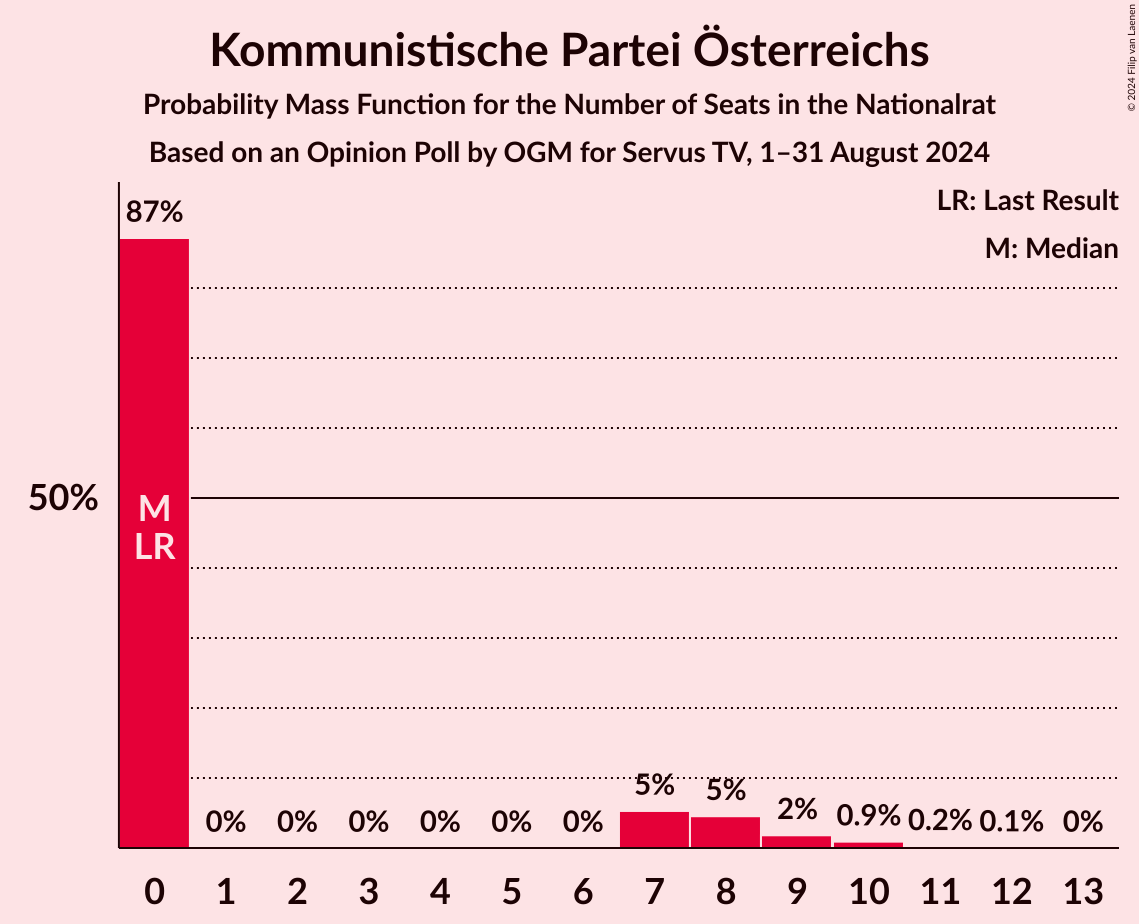 Kommunistische Partei Österreichs
Probability Mass Function for the Number of Seats in the Nationalrat
Based on an Opinion Poll by OGM for Servus TV, 1–31 August 2024
© 2024 Filip van Laenen
LR: Last Result
M: Median
87%
50%
M
LR
0% 0% 0% 0% 0% 0% 5% 5% 2% 0.9% 0.2% 0.1% 0%
0 1 2 3 4 5 6 7 8 9 10 11 12 13